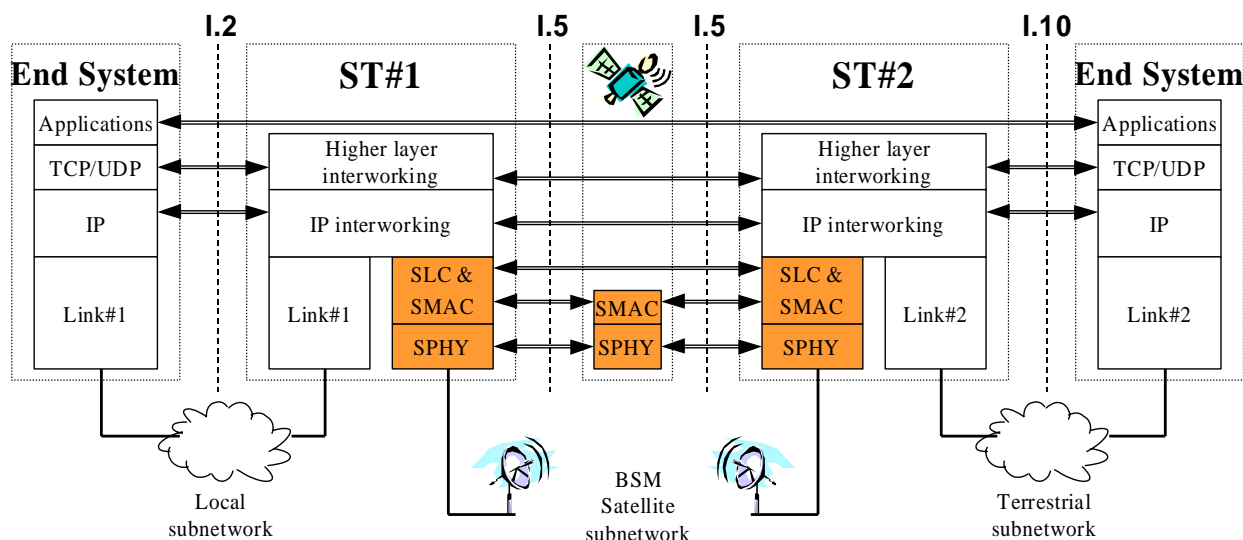 I.2
I.5
I.5
I.10
End System
ST#1
ST#2
End System
Applications
TCP/UDP
IP
Link#1
Higher layer
interworking
IP interworking
Link#1
SLC &
SMAC
SPHY
SMAC
SPHY
Higher layer
interworking
IP interworking
SLC &
SMAC
SPHY
Link#2
Applications
TCP/UDP
IP
Link#2
Local
subnetwork
BSM
Satellite
subnetwork
Terrestrial
subnetwork